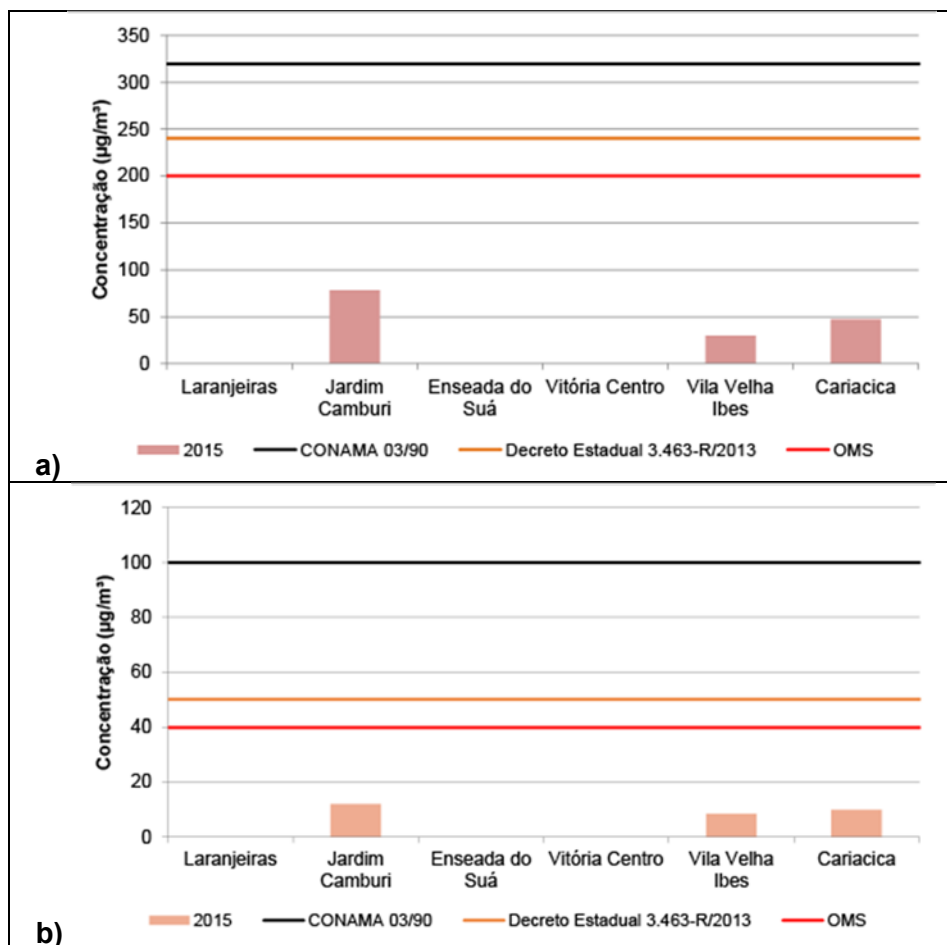 350
300
250
200
150
100
50
0
Concentração (µg/m³)
Laranjeiras
Jardim
Camburi
Enseada do
Suá
Vitória Centro
Vila Velha
Ibes
Cariacica
2015 CONAMA 03/90 Decreto Estadual 3.463-R/2013 OMS
a)
120
100
80
60
40
20
0
Concentração (µg/m³)
Laranjeiras
Jardim
Camburi
Enseada do
Suá
Vitória Centro
Vila Velha
Ibes
Cariacica
2015 CONAMA 03/90 Decreto Estadual 3.463-R/2013 OMS
b)